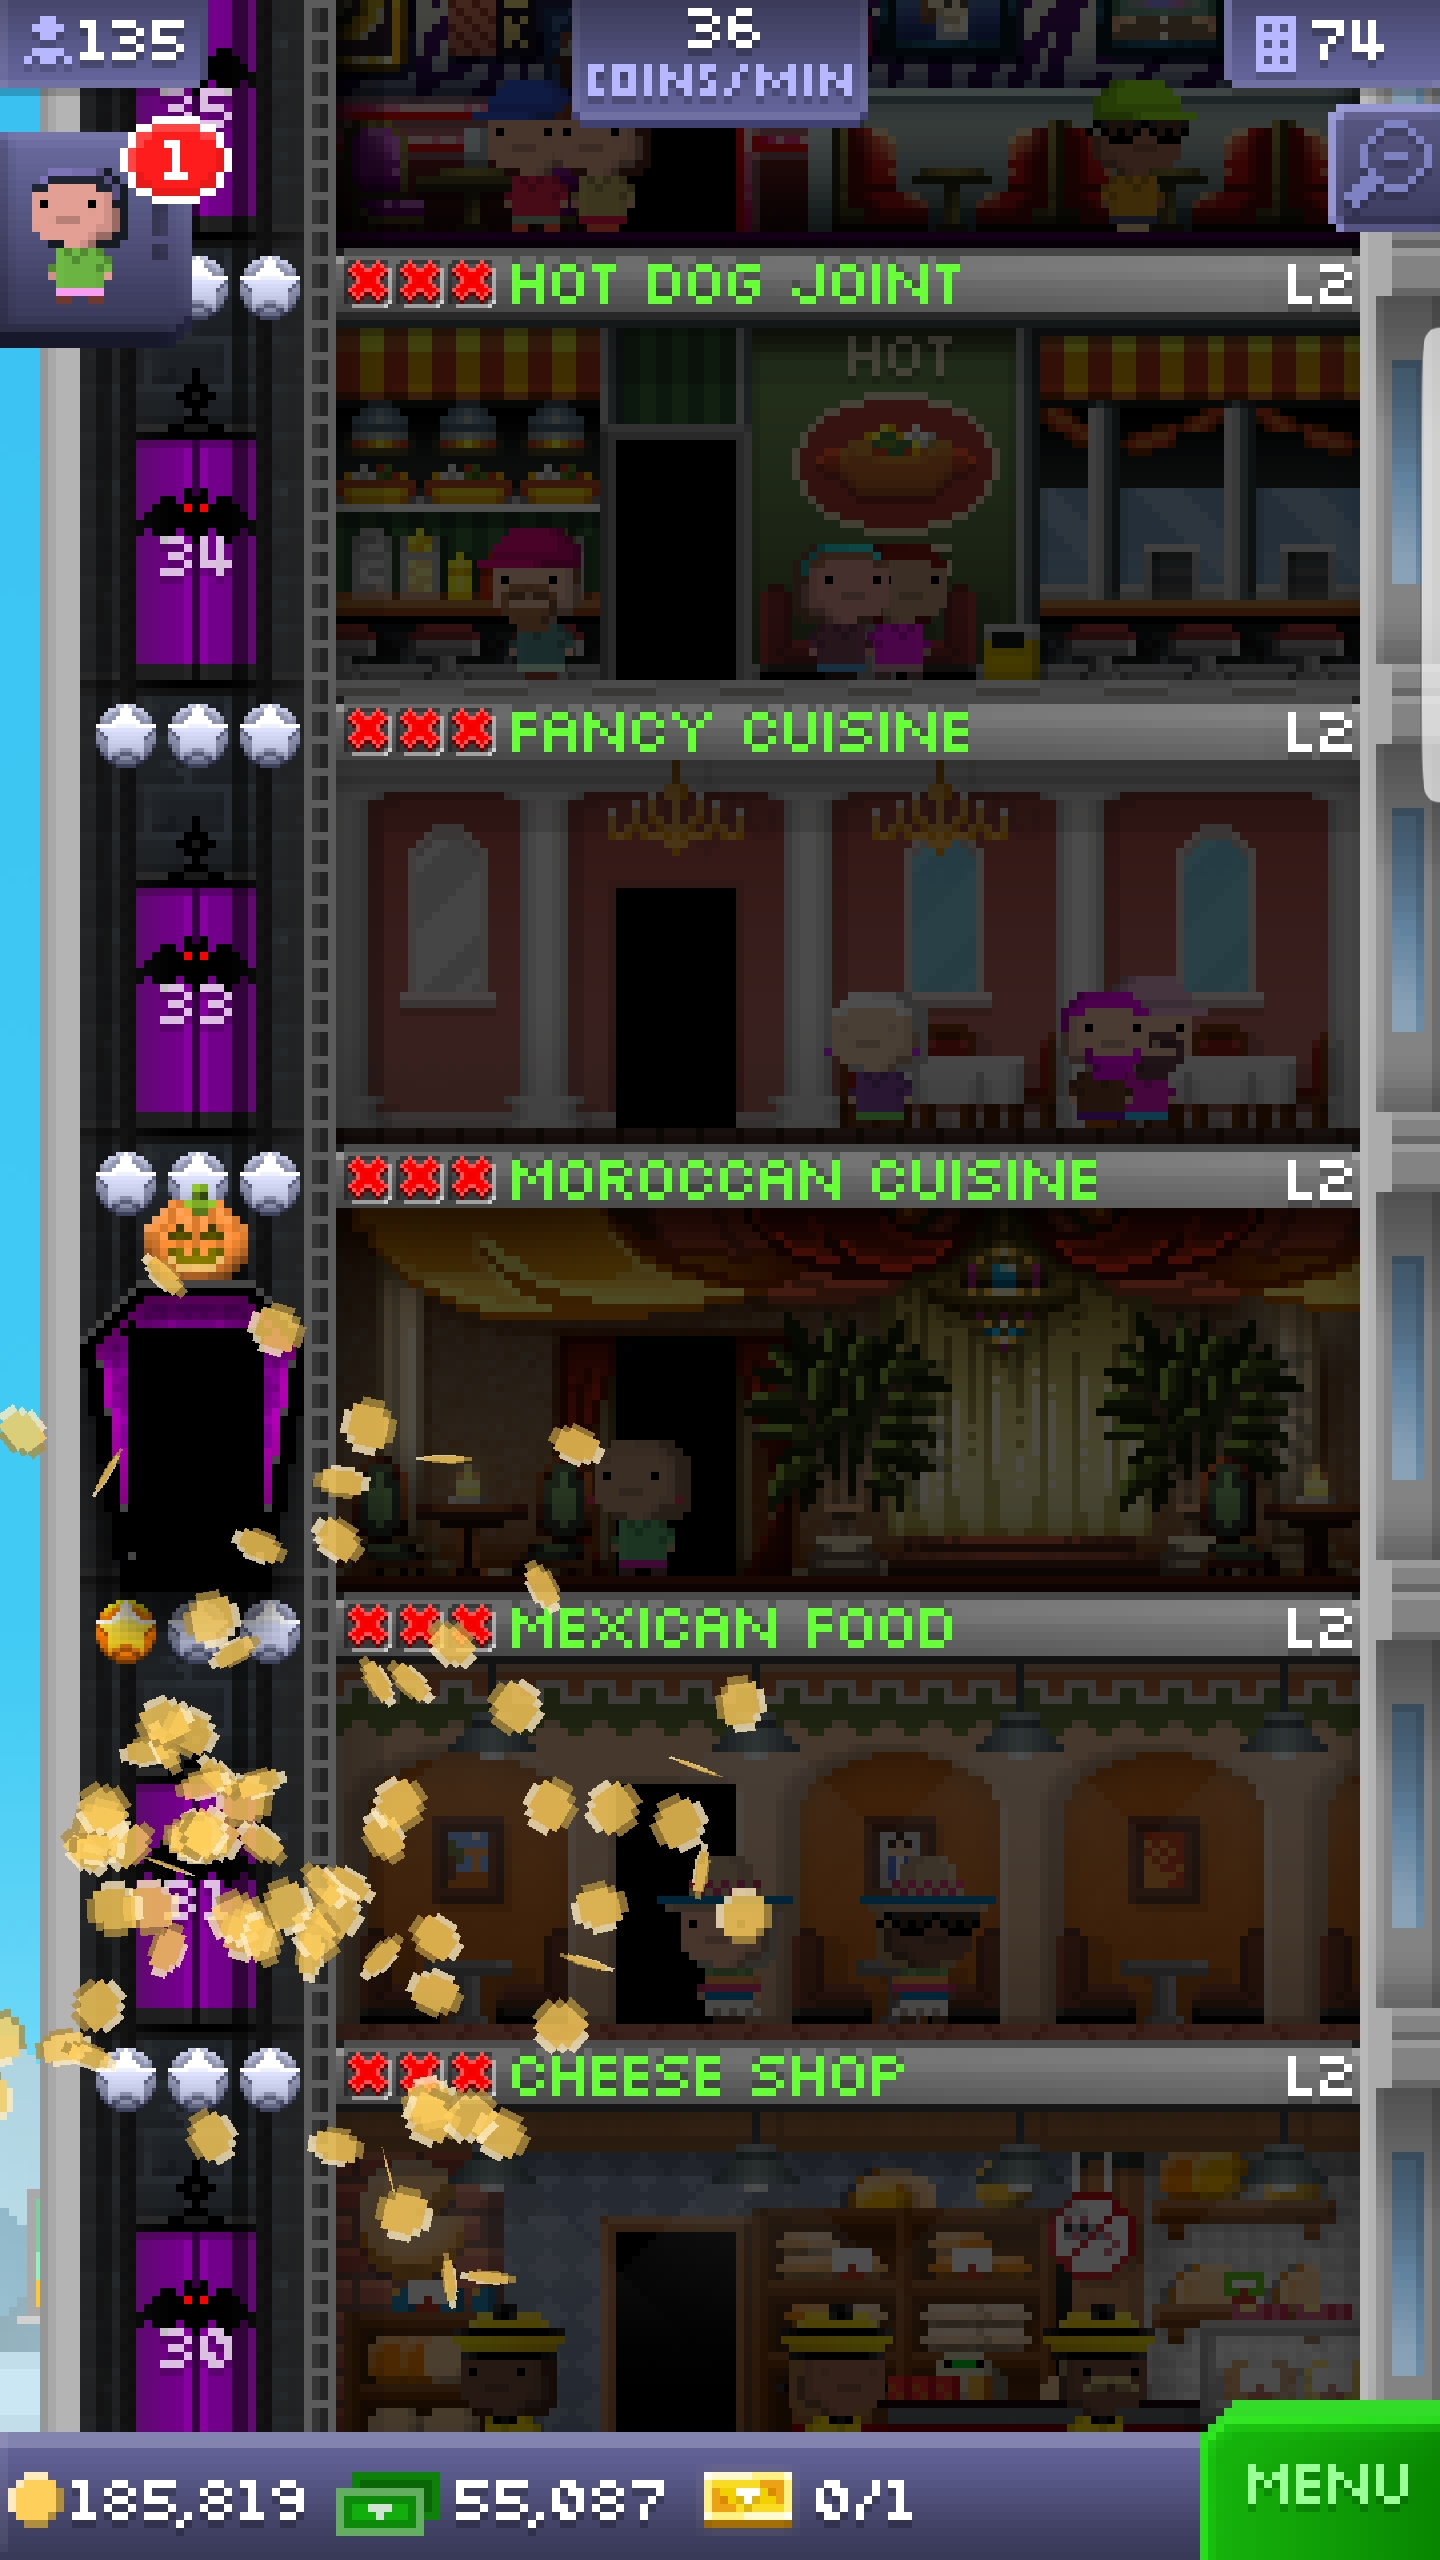 135
36
COINS/MIN
74
35
1
HOT DOG JOINT L2
HOT
34
FANCY CUISINE L2
33
MOROCCAN CUISINE L2
MEXICAN FOOD L2
31
CHEESE SHOP L2
30
185,819 55,087 0/1 MENU